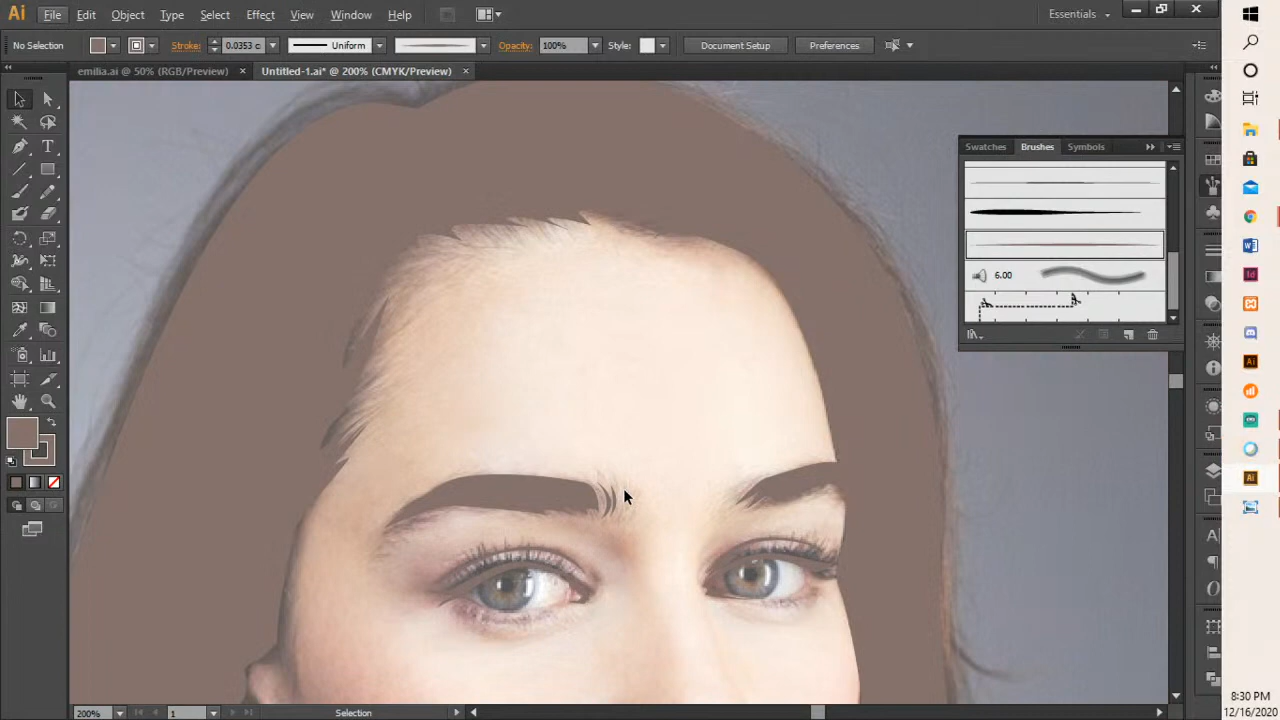 Ai File Edit Object Type Select Effect View Window Help Essentials
No Selection Stroke: 0.0353 c Uniform Opacity: 100% Style: Document Setup Preferences
emilia.ai @ 50% (RGB/Preview) × Untitled-1.ai* @ 200% (CMYK/Preview) ×
Swatches Brushes Symbols
6.00
200% 1 Selection
8:30 PM
12/16/2020